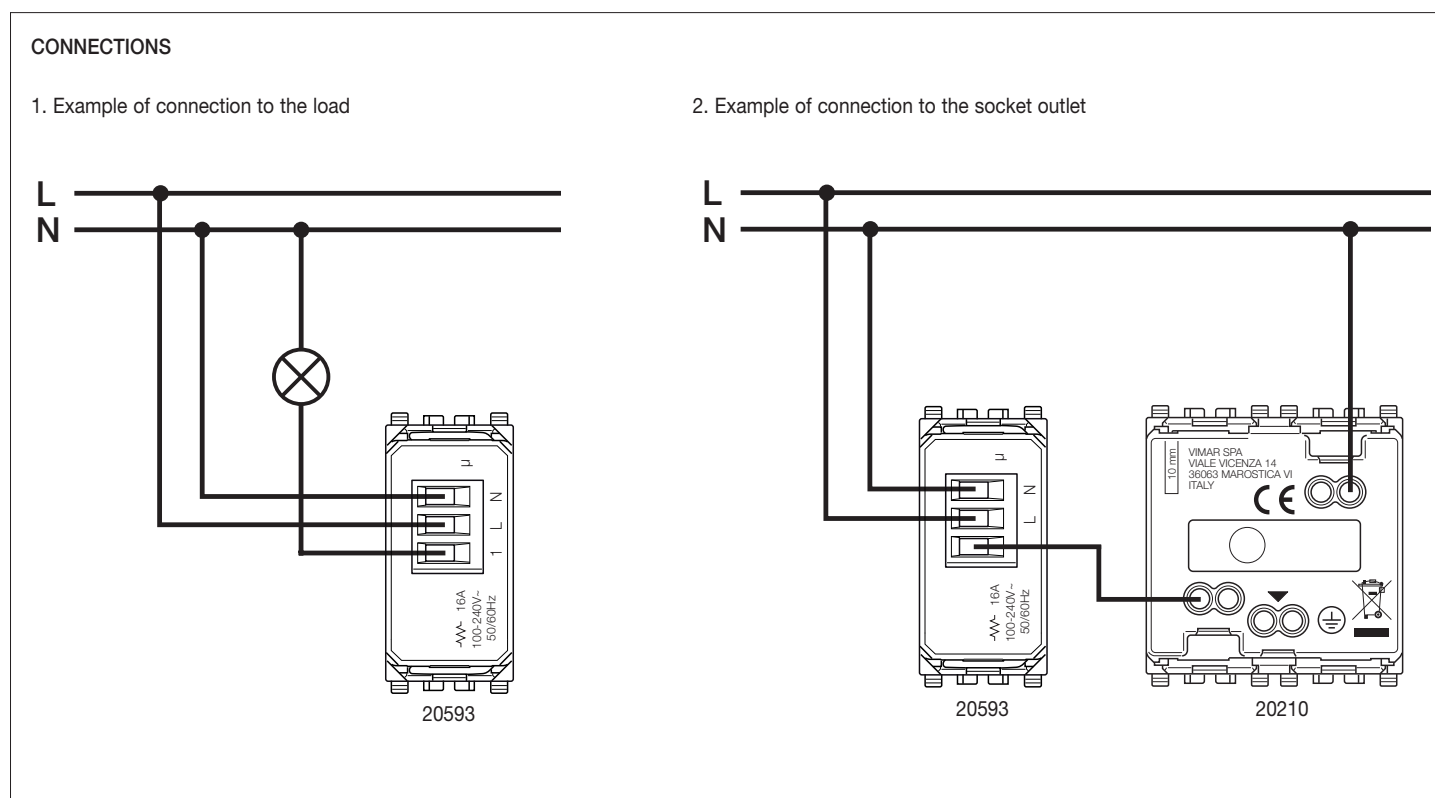 CONNECTIONS
1. Example of connection to the load
2. Example of connection to the socket outlet
L
N
µ
N
L
1
16A
100-240V~
50/60Hz
20593
L
N
µ
N
L
16A
100-240V~
50/60Hz
20593
10 mm
VIMAR SPA
VIALE VICENZA 14
36063 MAROSTICA VI
ITALY
CE
20210